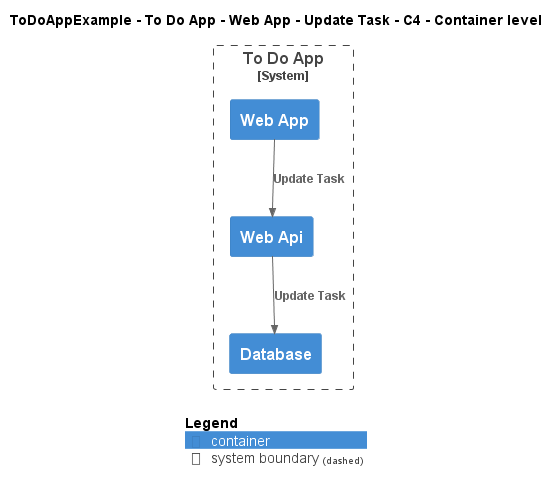 ToDoAppExample - To Do App - Web App - Update Task - C4 - Container level
To Do App
[System]
Web App
Update Task
Web Api
Update Task
Database
Legend
container
system boundary (dashed)